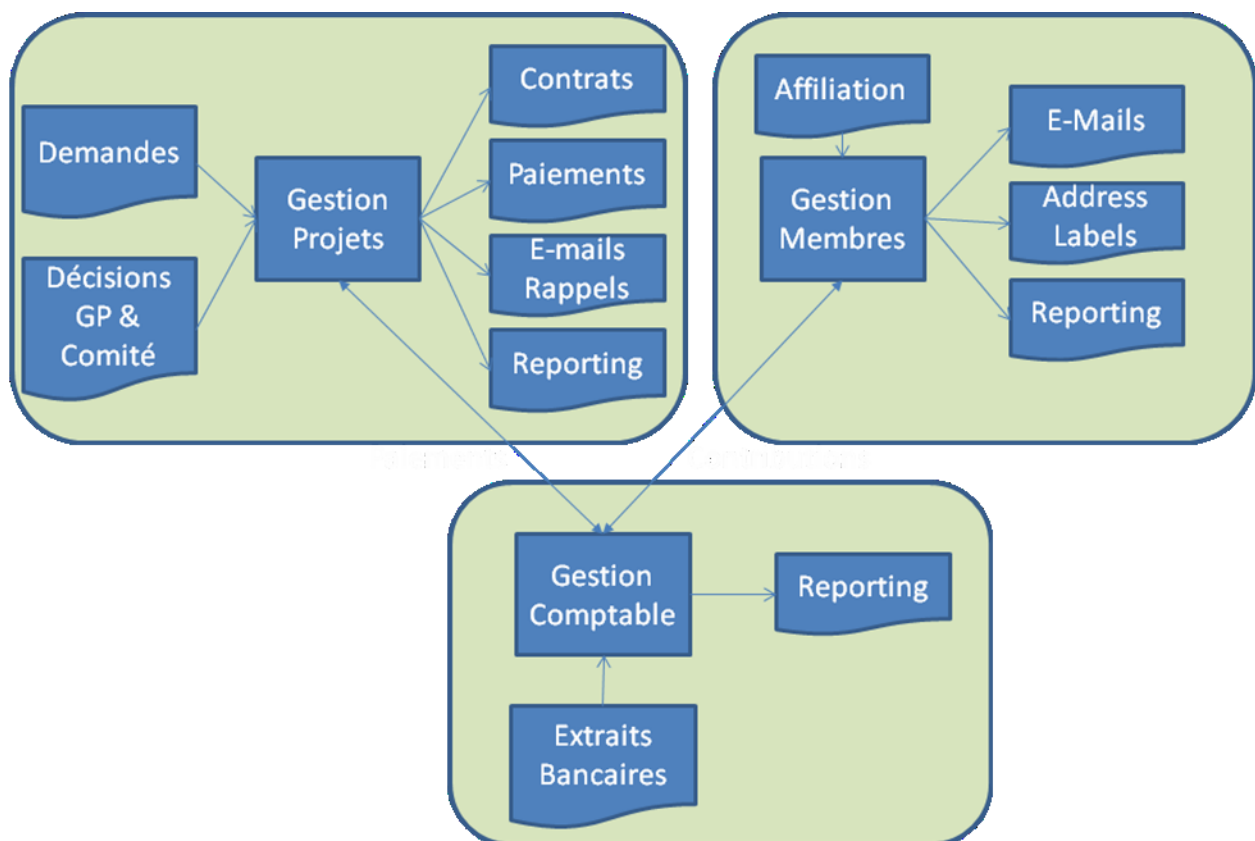 Demandes
Décisions
GP &
Comité
Gestion
Projets
Contrats
Paiements
E-mails
Rappels
Reporting
Affiliation
Gestion
Membres
E-Mails
Address
Labels
Reporting
Gestion
Comptable
Reporting
Extraits
Bancaires